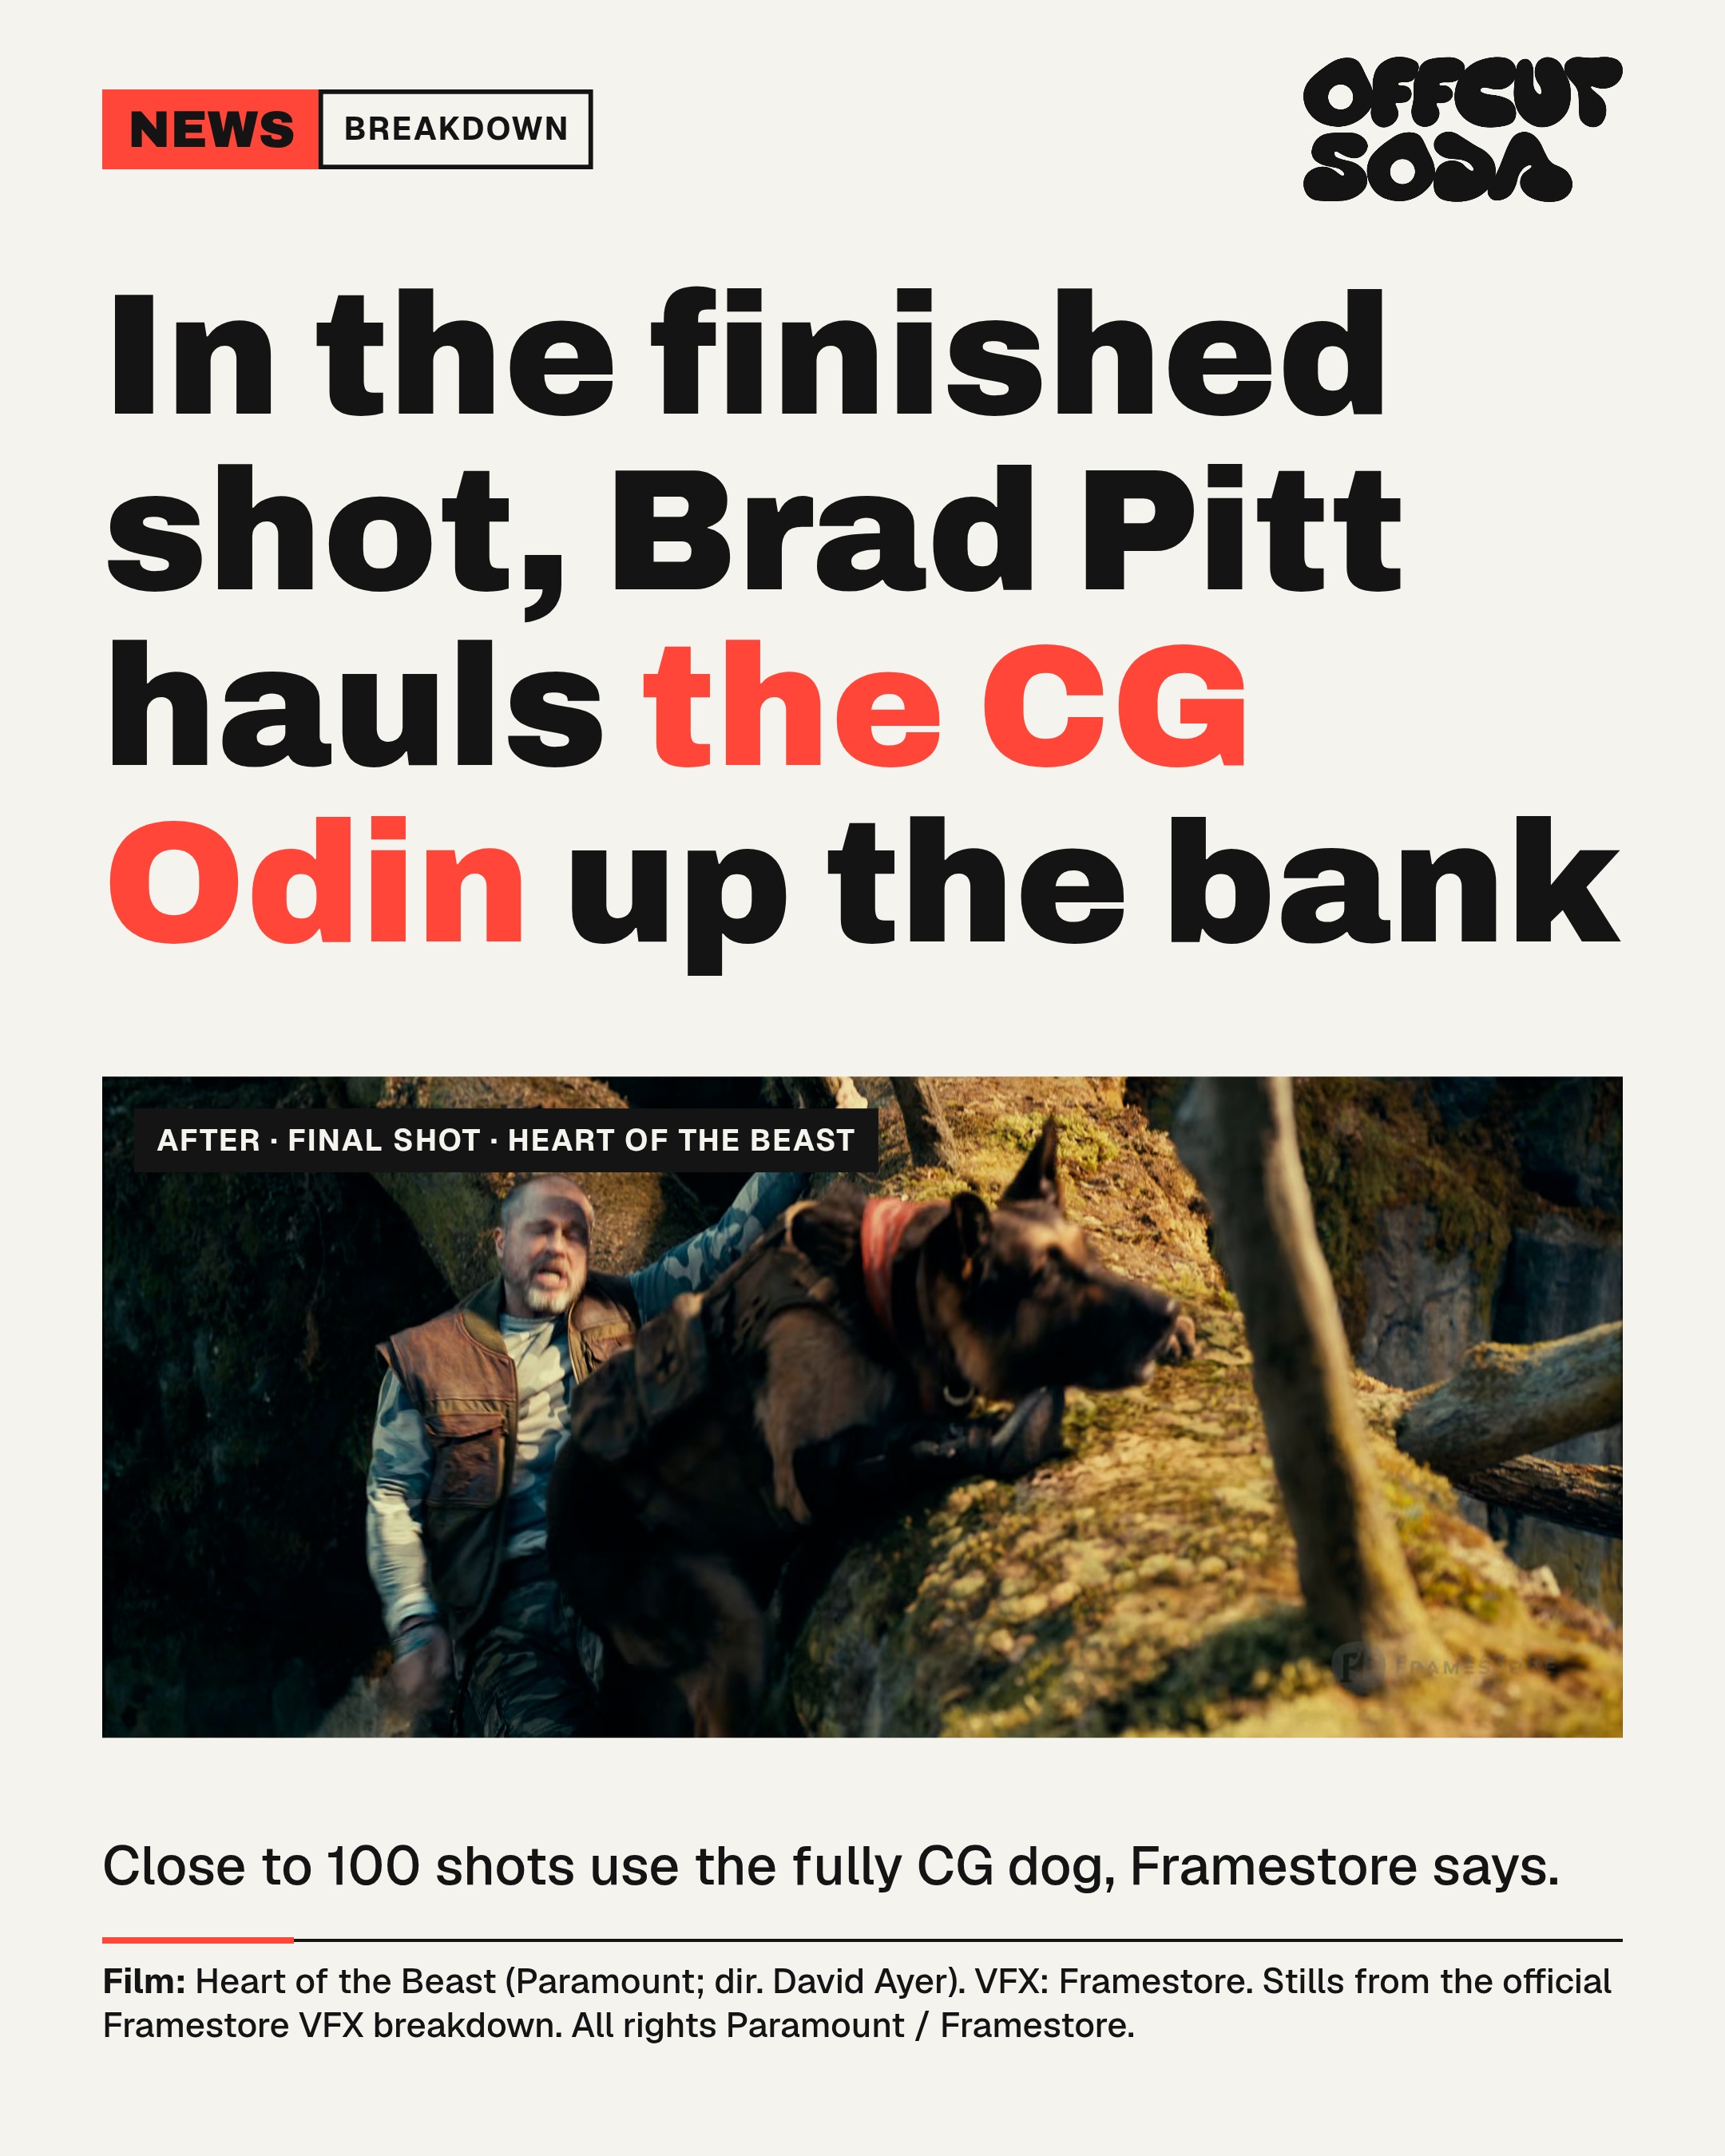 NEWS BREAKDOWN
OFFCUT
SODA
In the finished
shot, Brad Pitt
hauls the CG
Odin up the bank
AFTER · FINAL SHOT · HEART OF THE BEAST
Close to 100 shots use the fully CG dog, Framestore says.
Film: Heart of the Beast (Paramount; dir. David Ayer). VFX: Framestore. Stills from the official
Framestore VFX breakdown. All rights Paramount / Framestore.